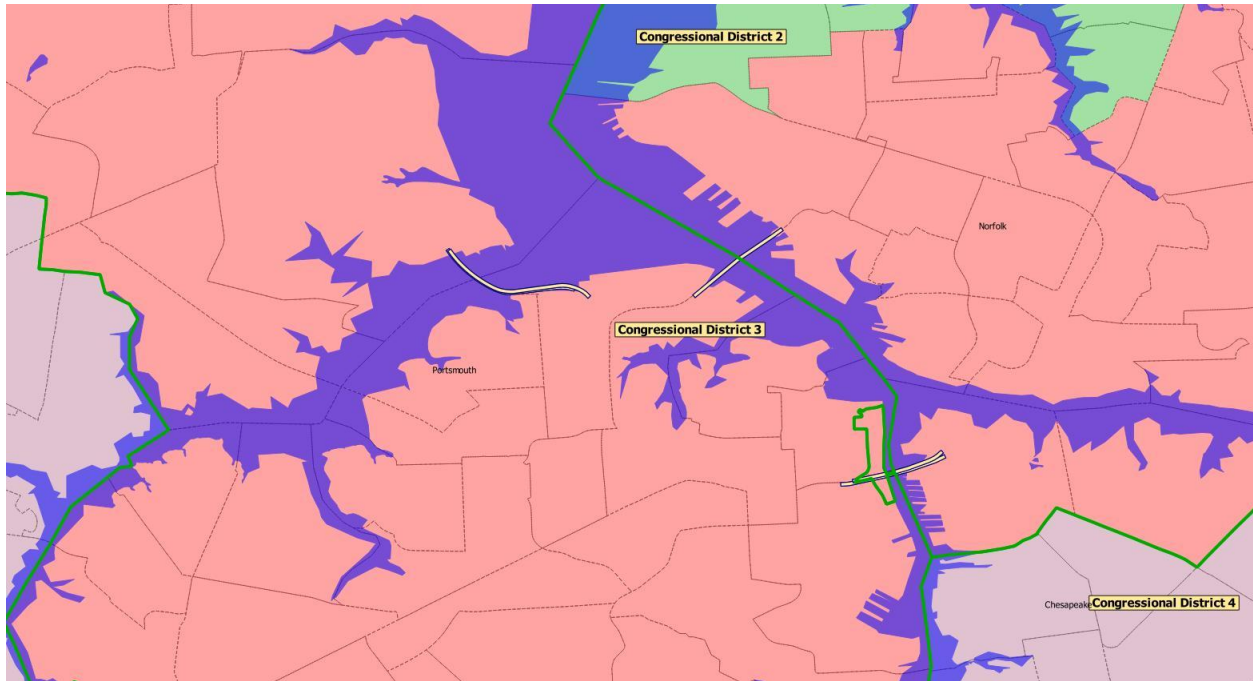 Congressional District 2
Norfolk
Congressional District 3
Portsmouth
Chesapeake
Congressional District 4